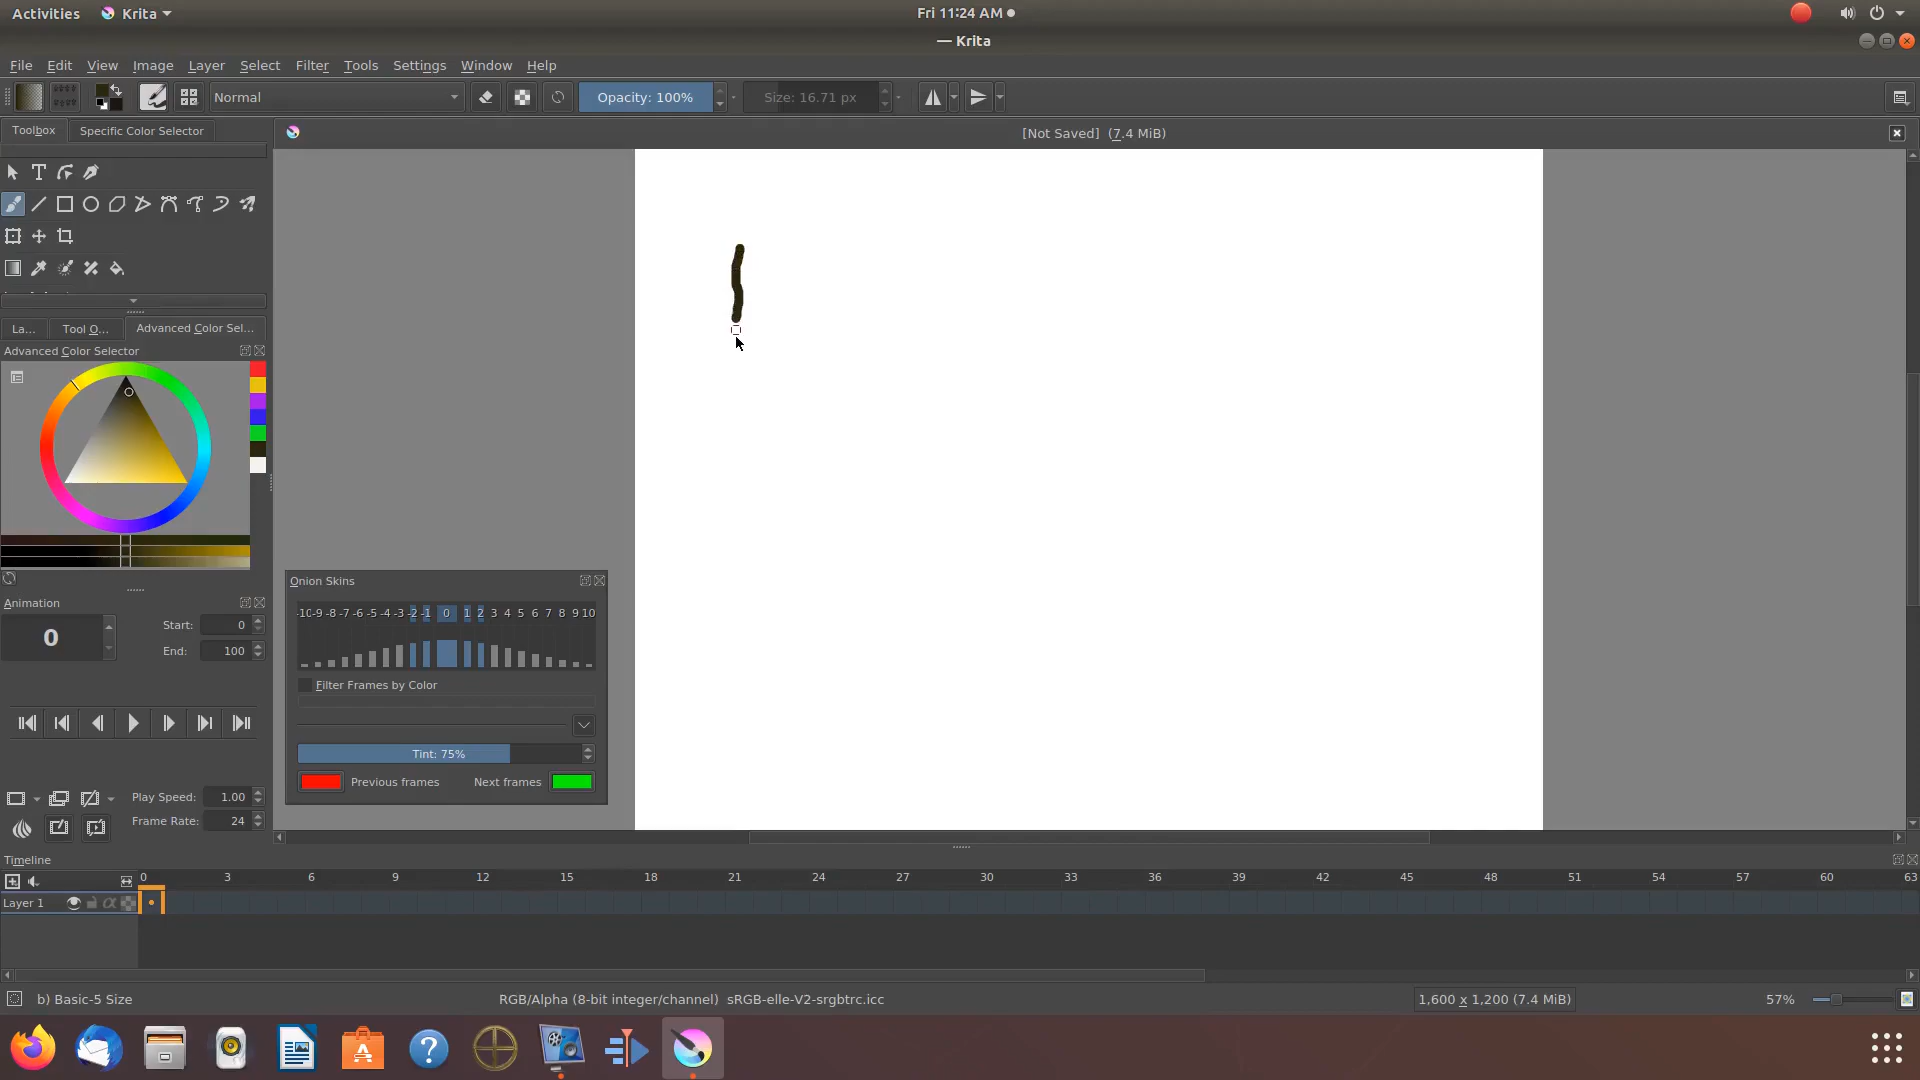 Activities Krita Fri 11:24 AM
— Krita
File Edit View Image Layer Select Filter Tools Settings Window Help
Normal Opacity: 100% Size: 16.71 px
Toolbox Specific Color Selector [Not Saved] (7.4 MiB)
La... Tool O... Advanced Color Sel...
Advanced Color Selector
Onion Skins
-10 -9 -8 -7 -6 -5 -4 -3 -2 -1 0 1 2 3 4 5 6 7 8 9 10
Filter Frames by Color
Tint: 75%
Previous frames Next frames
Animation
0 Start: 0
End: 100
Play Speed: 1.00
Frame Rate: 24
Timeline
0 3 6 9 12 15 18 21 24 27 30 33 36 39 42 45 48 51 54 57 60 63
Layer 1
b) Basic-5 Size RGB/Alpha (8-bit integer/channel) sRGB-elle-V2-srgbtrc.icc 1,600 x 1,200 (7.4 MiB) 57%